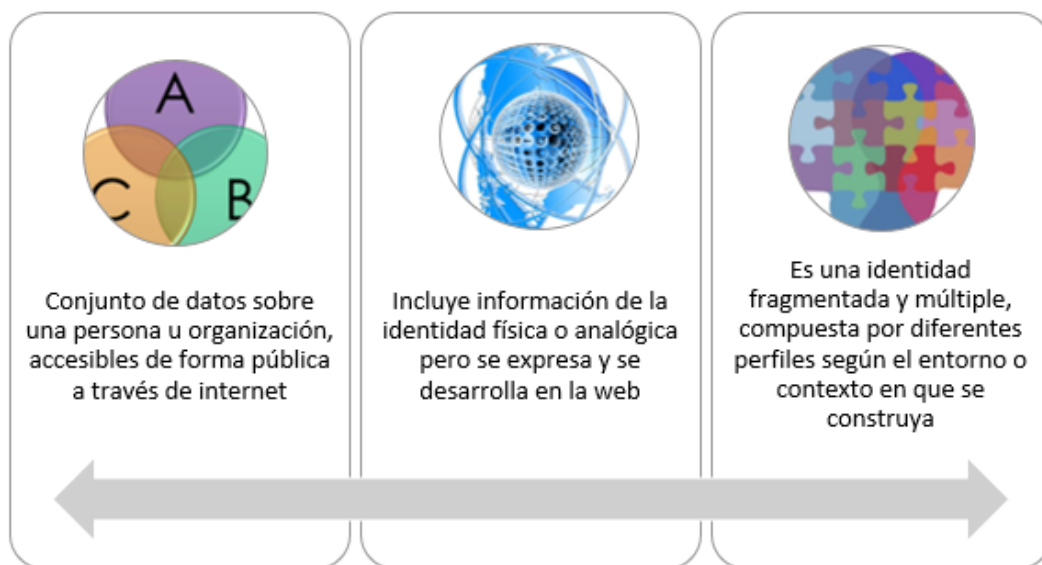 A
C
B
Conjunto de datos sobre
una persona u organización,
accesibles de forma pública
a través de internet
Incluye información de la
identidad física o analógica
pero se expresa y se
desarrolla en la web
Es una identidad
fragmentada y múltiple,
compuesta por diferentes
perfiles según el entorno o
contexto en que se
construya